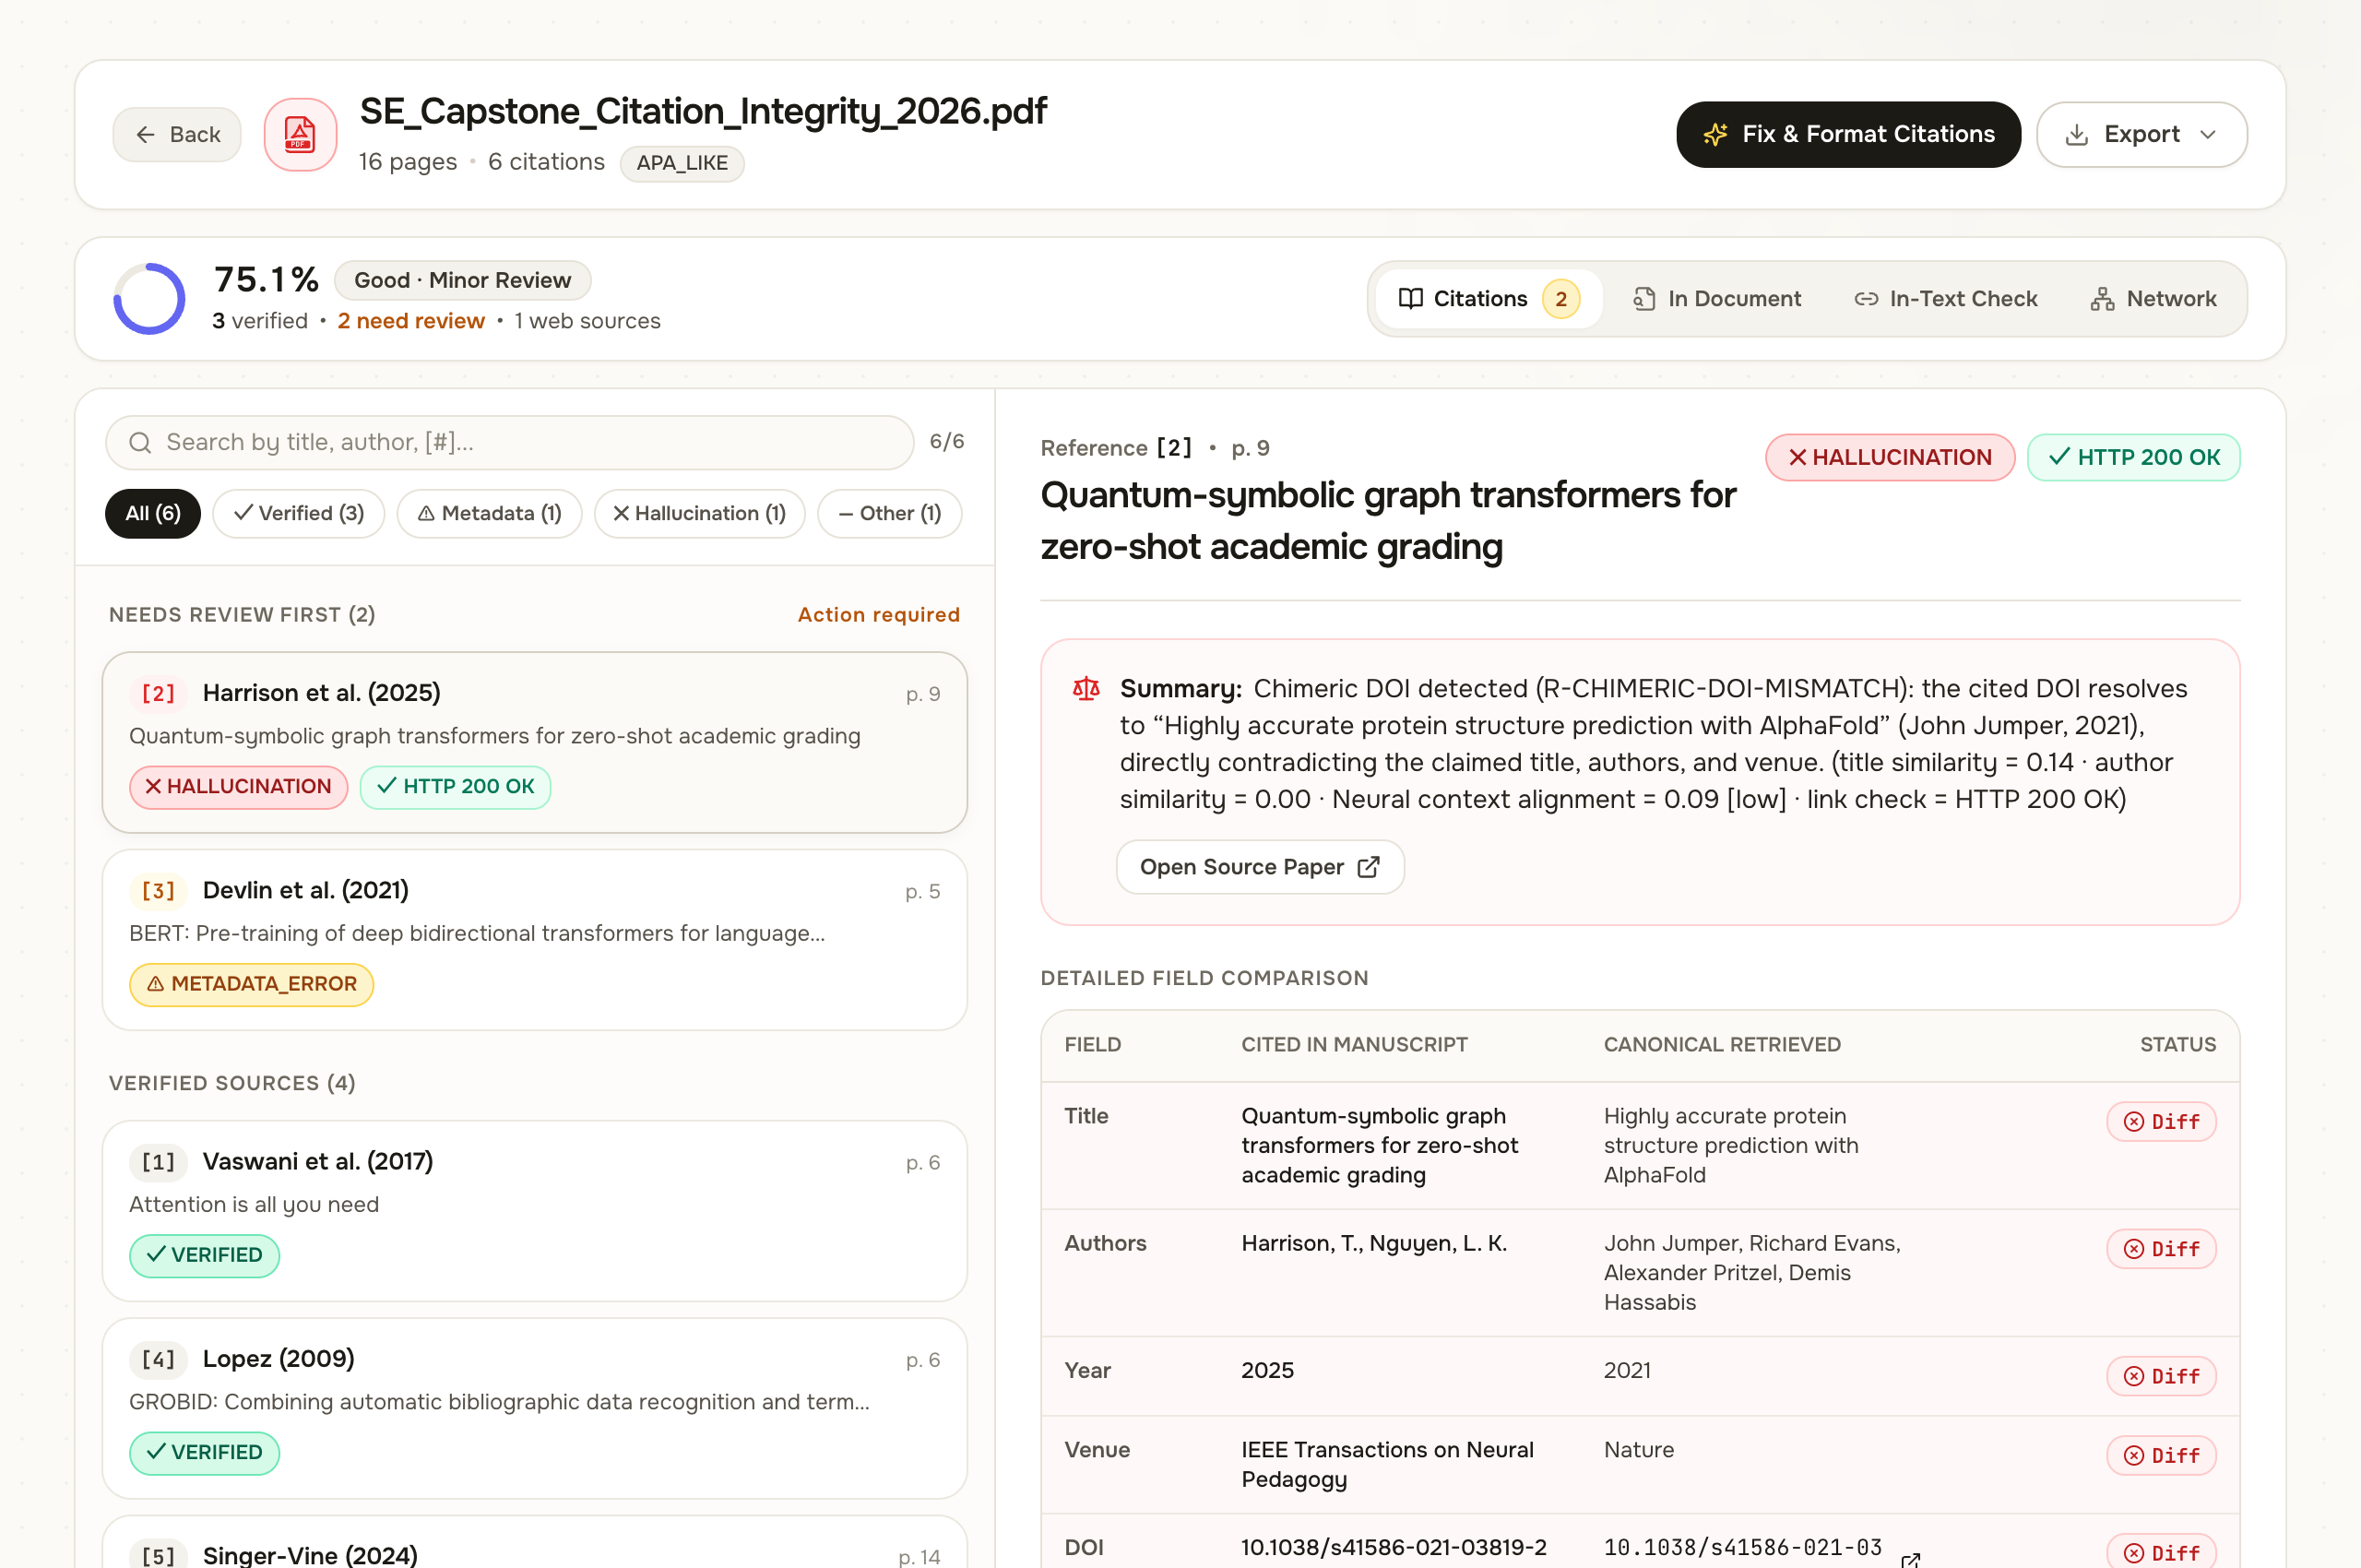 Back
PDF
SE_Capstone_Citation_Integrity_2026.pdf
16 pages • 6 citations APA_LIKE
Fix & Format Citations
Export
75.1% Good · Minor Review
3 verified • 2 need review • 1 web sources
Citations 2
In Document
In-Text Check
Network
Search by title, author, [#]...
6/6
All (6)
Verified (3)
Metadata (1)
Hallucination (1)
Other (1)
NEEDS REVIEW FIRST (2) Action required
[2] Harrison et al. (2025) p. 9
Quantum-symbolic graph transformers for zero-shot academic grading
HALLUCINATION HTTP 200 OK
[3] Devlin et al. (2021) p. 5
BERT: Pre-training of deep bidirectional transformers for language...
METADATA_ERROR
VERIFIED SOURCES (4)
[1] Vaswani et al. (2017) p. 6
Attention is all you need
VERIFIED
[4] Lopez (2009) p. 6
GROBID: Combining automatic bibliographic data recognition and term...
VERIFIED
[5] Singer-Vine (2024) p. 14
Reference [2] • p. 9
HALLUCINATION HTTP 200 OK
Quantum-symbolic graph transformers for
zero-shot academic grading
Summary: Chimeric DOI detected (R-CHIMERIC-DOI-MISMATCH): the cited DOI resolves
to “Highly accurate protein structure prediction with AlphaFold” (John Jumper, 2021),
directly contradicting the claimed title, authors, and venue. (title similarity = 0.14 · author
similarity = 0.00 · Neural context alignment = 0.09 [low] · link check = HTTP 200 OK)
Open Source Paper
DETAILED FIELD COMPARISON
FIELD CITED IN MANUSCRIPT CANONICAL RETRIEVED STATUS
Title Quantum-symbolic graph Highly accurate protein Diff
transformers for zero-shot structure prediction with
academic grading AlphaFold
Authors Harrison, T., Nguyen, L. K. John Jumper, Richard Evans, Diff
Alexander Pritzel, Demis
Hassabis
Year 2025 2021 Diff
Venue IEEE Transactions on Neural Nature Diff
Pedagogy
DOI 10.1038/s41586-021-03819-2 10.1038/s41586-021-03 Diff